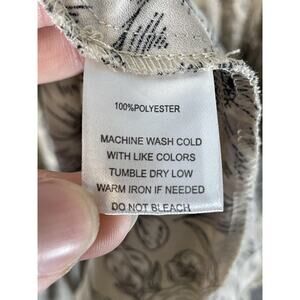 100%POLYESTER
MACHINE WASH COLD
WITH LIKE COLORS
TUMBLE DRY LOW
WARM IRON IF NEEDED
DO NOT BLEACH